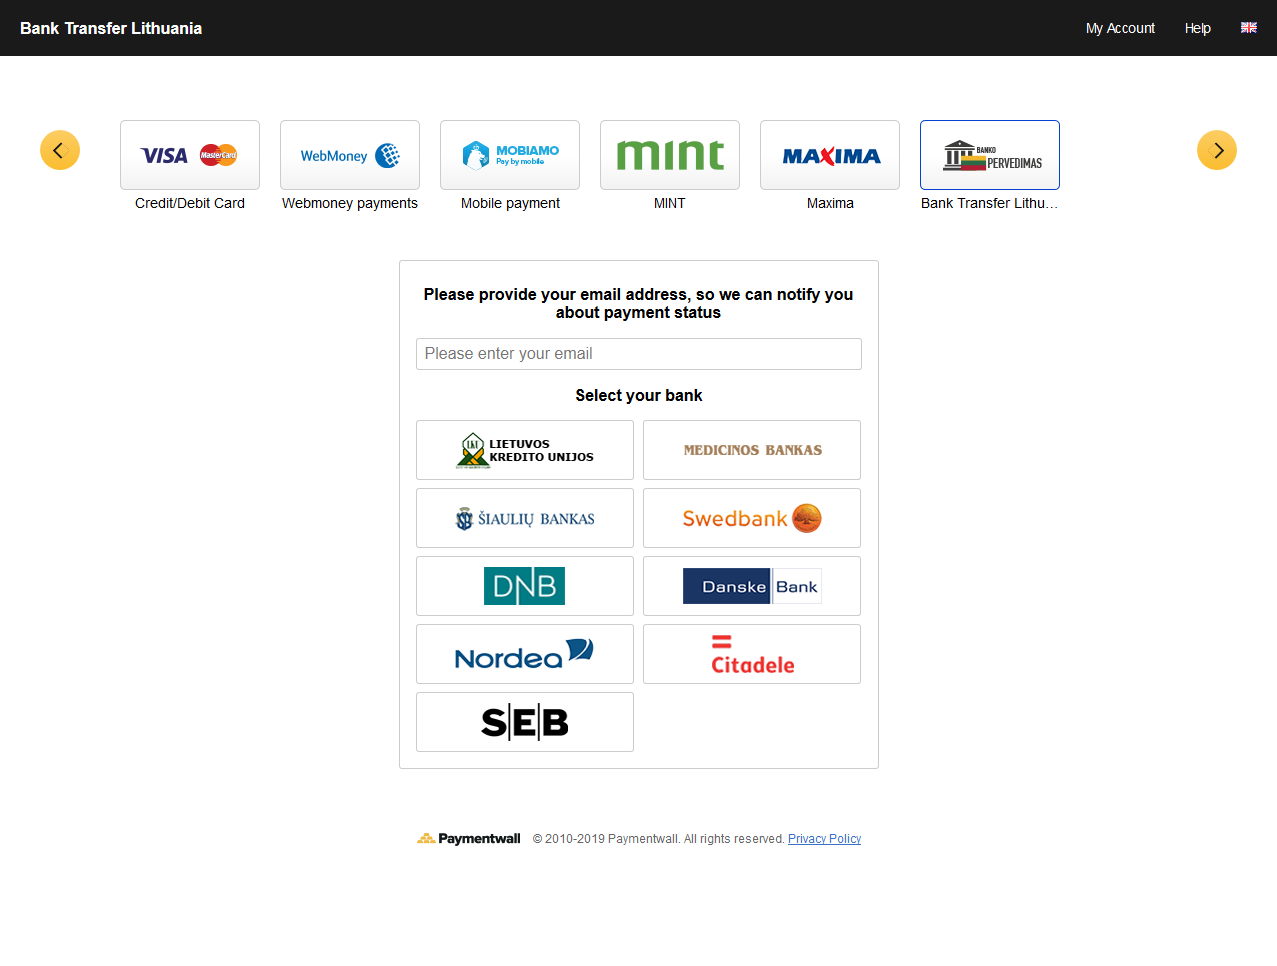 Bank Transfer Lithuania
My Account
Help
VISA
MasterCard
WebMoney
MOBIAMO
Pay by mobile
mint
MAXIMA
BANKO
PERVEDIMAS
Credit/Debit Card
Webmoney payments
Mobile payment
MINT
Maxima
Bank Transfer Lithu...
Please provide your email address, so we can notify you
about payment status
Please enter your email
Select your bank
LKU
LIETUVOS
KREDITO UNIJOS
MEDICINOS BANKAS
ŠIAULIŲ BANKAS
Swedbank
DNB
Danske Bank
Nordea
Citadele
SEB
Paymentwall © 2010-2019 Paymentwall. All rights reserved. Privacy Policy